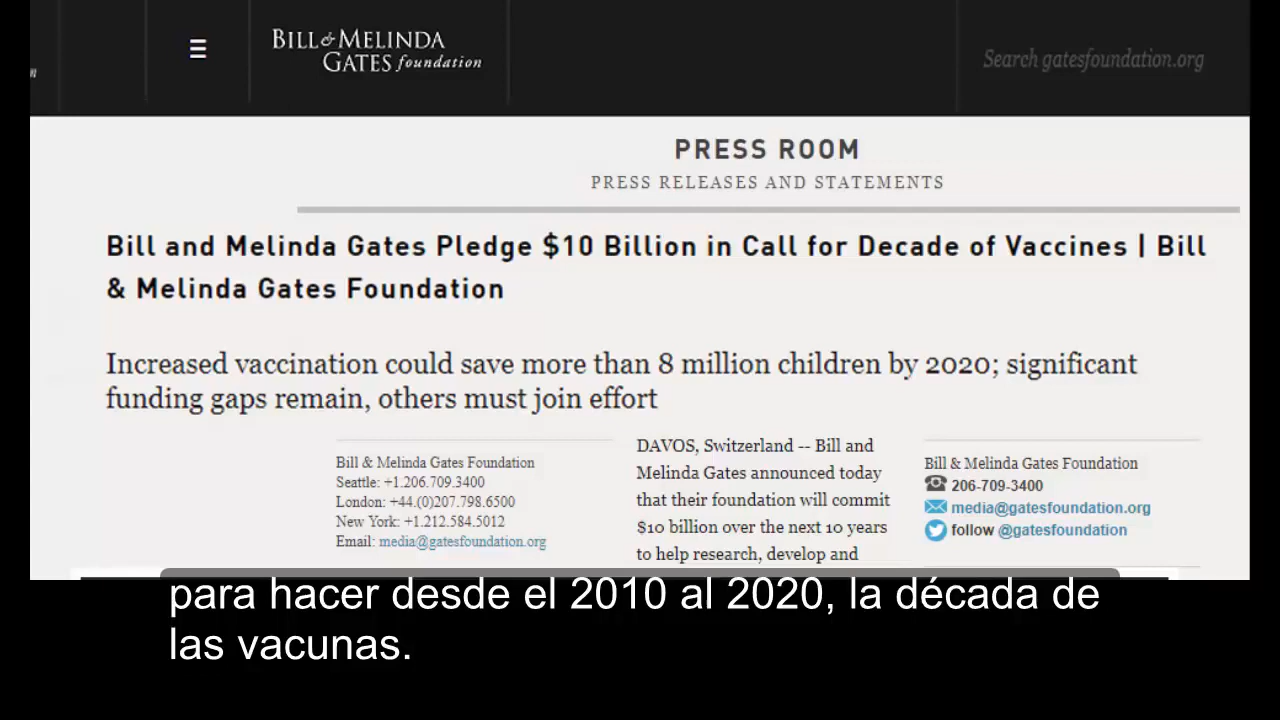 BILL & MELINDA
GATES foundation
Search gatesfoundation.org
PRESS ROOM
PRESS RELEASES AND STATEMENTS
Bill and Melinda Gates Pledge $10 Billion in Call for Decade of Vaccines | Bill
& Melinda Gates Foundation
Increased vaccination could save more than 8 million children by 2020; significant
funding gaps remain, others must join effort
Bill & Melinda Gates Foundation
Seattle: +1.206.709.3400
London: +44.(0)207.798.6500
New York: +1.212.584.5012
Email: media@gatesfoundation.org
DAVOS, Switzerland -- Bill and
Melinda Gates announced today
that their foundation will commit
$10 billion over the next 10 years
to help research, develop and
Bill & Melinda Gates Foundation
206-709-3400
media@gatesfoundation.org
follow @gatesfoundation
para hacer desde el 2010 al 2020, la década de
las vacunas.